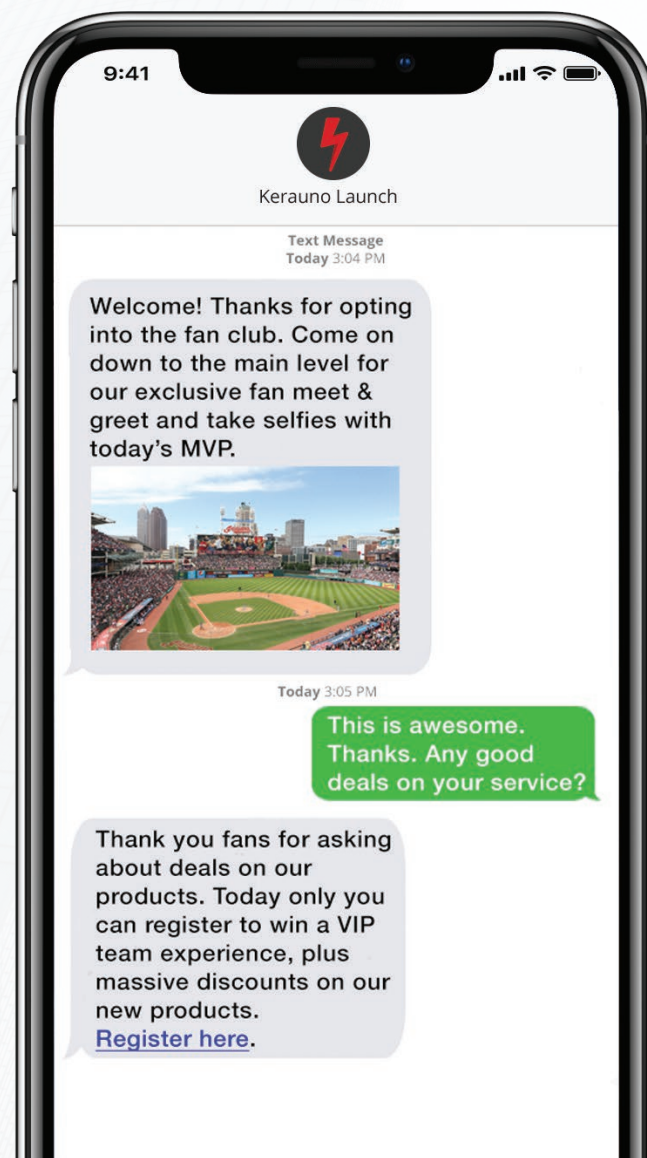 9:41
Kerauno Launch
Text Message
Today 3:04 PM
Welcome! Thanks for opting
into the fan club. Come on
down to the main level for
our exclusive fan meet &
greet and take selfies with
today's MVP.
Today 3:05 PM
This is awesome.
Thanks. Any good
deals on your service?
Thank you fans for asking
about deals on our
products. Today only you
can register to win a VIP
team experience, plus
massive discounts on our
new products.
Register here.